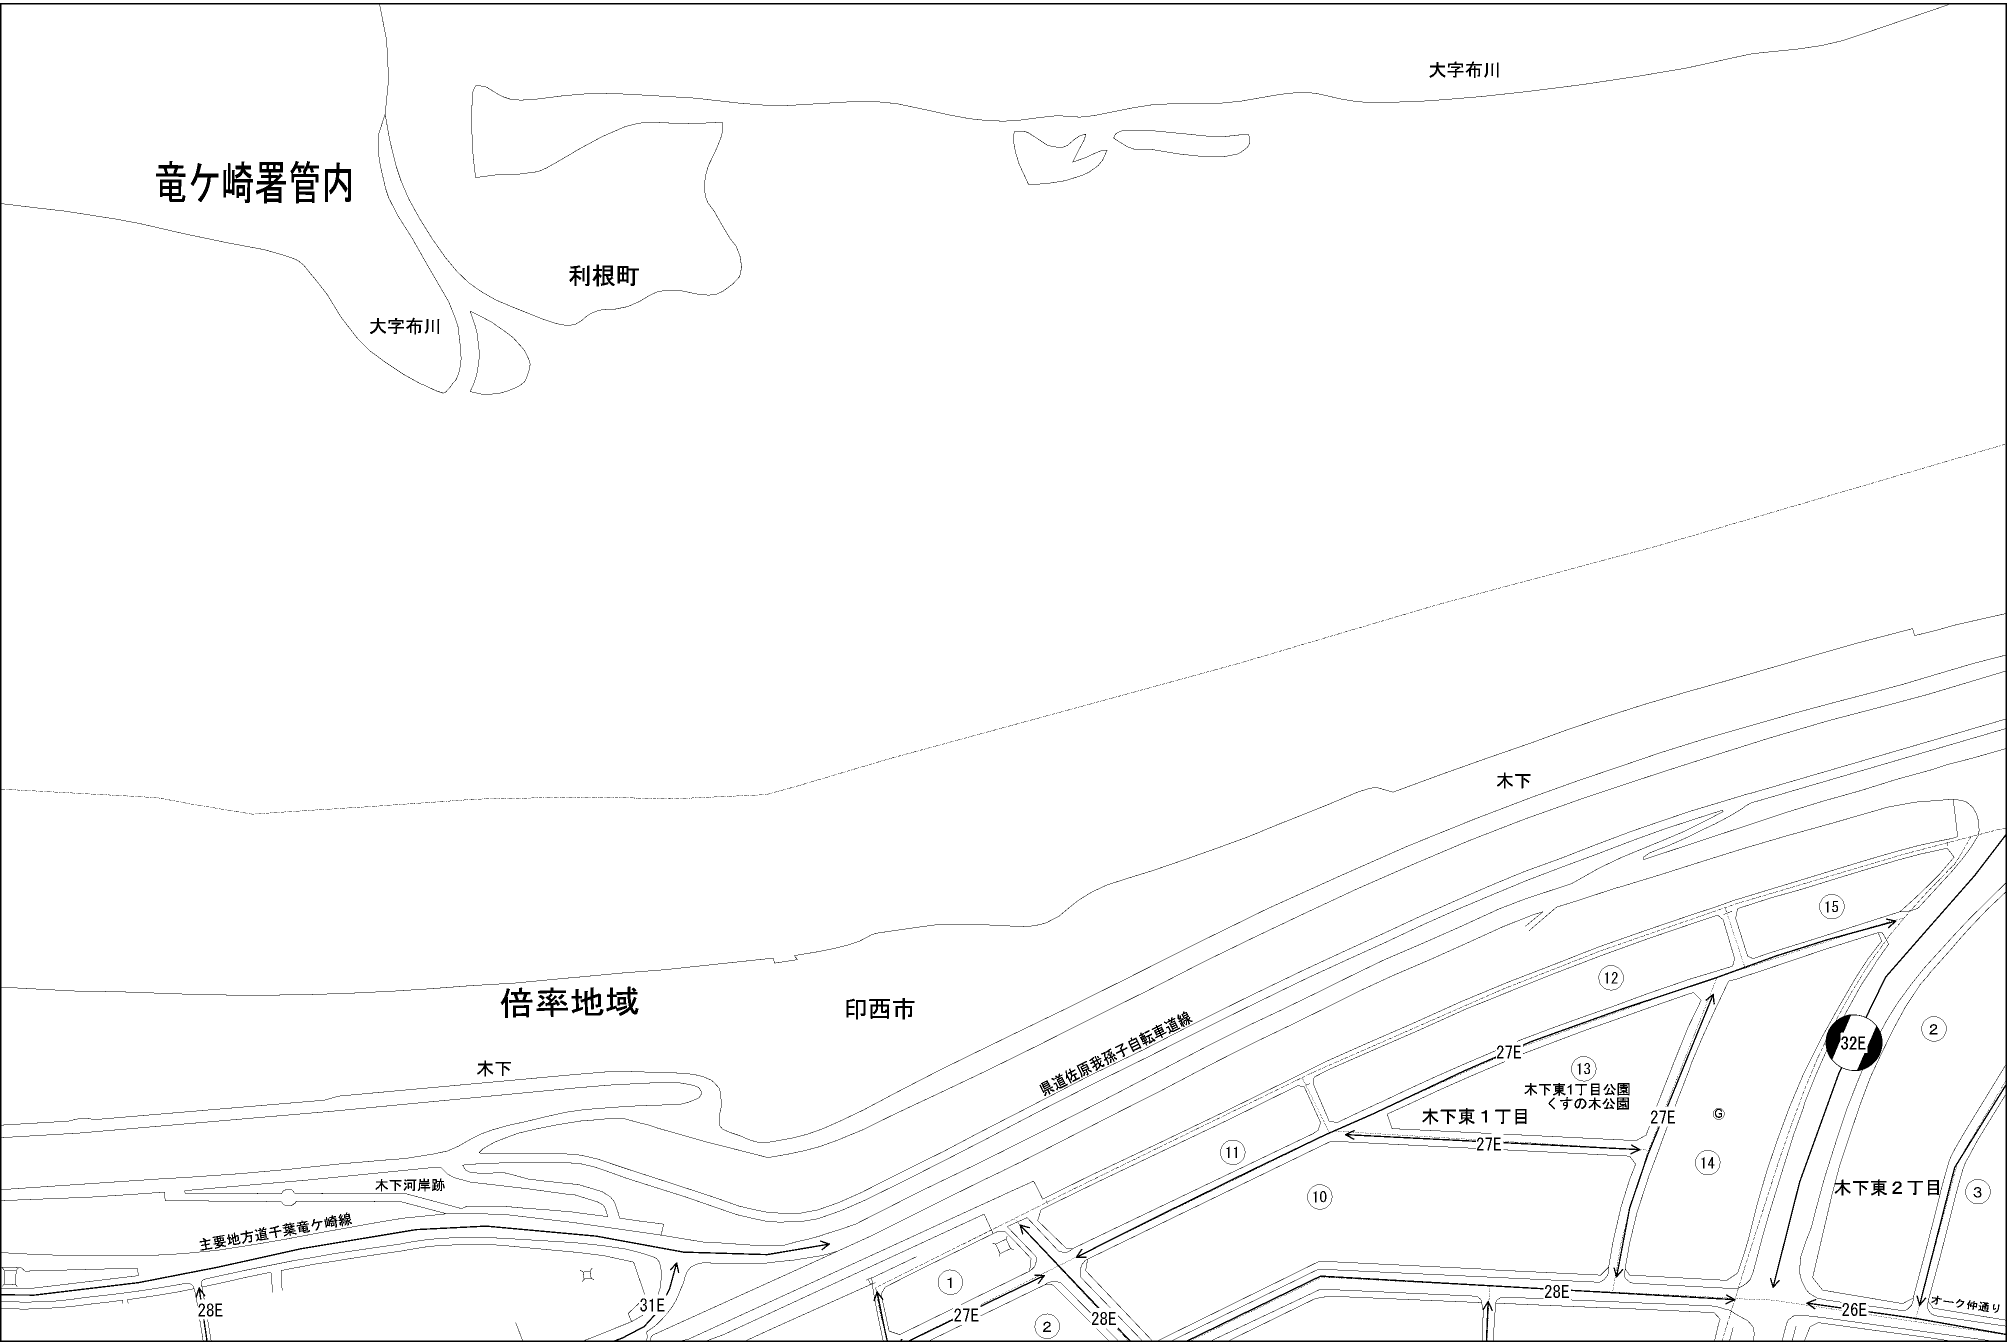 大字布川
竜ケ崎署管内
利根町
大字布川
木下
倍率地域
印西市
木下
県道佐原我孫子自転車道線
木下河岸跡
主要地方道千葉竜ケ崎線
28E
31E
15
12
27E
13
木下東1丁目公園
くすの木公園
木下東１丁目
27E
27E
G
14
11
10
32E
2
木下東２丁目
3
1
27E
2
28E
28E
26E
オーク仲通り